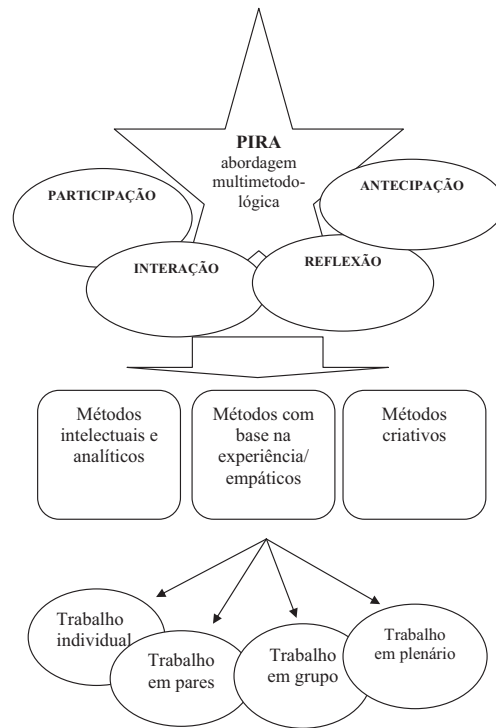 PIRA
abordagem
multimetodo-
lógica
PARTICIPAÇÃO
ANTECIPAÇÃO
INTERAÇÃO
REFLEXÃO
Métodos
intelectuais e
analíticos
Métodos com
base na
experiência/
empáticos
Métodos
criativos
Trabalho
individual
Trabalho
em pares
Trabalho
em grupo
Trabalho
em plenário